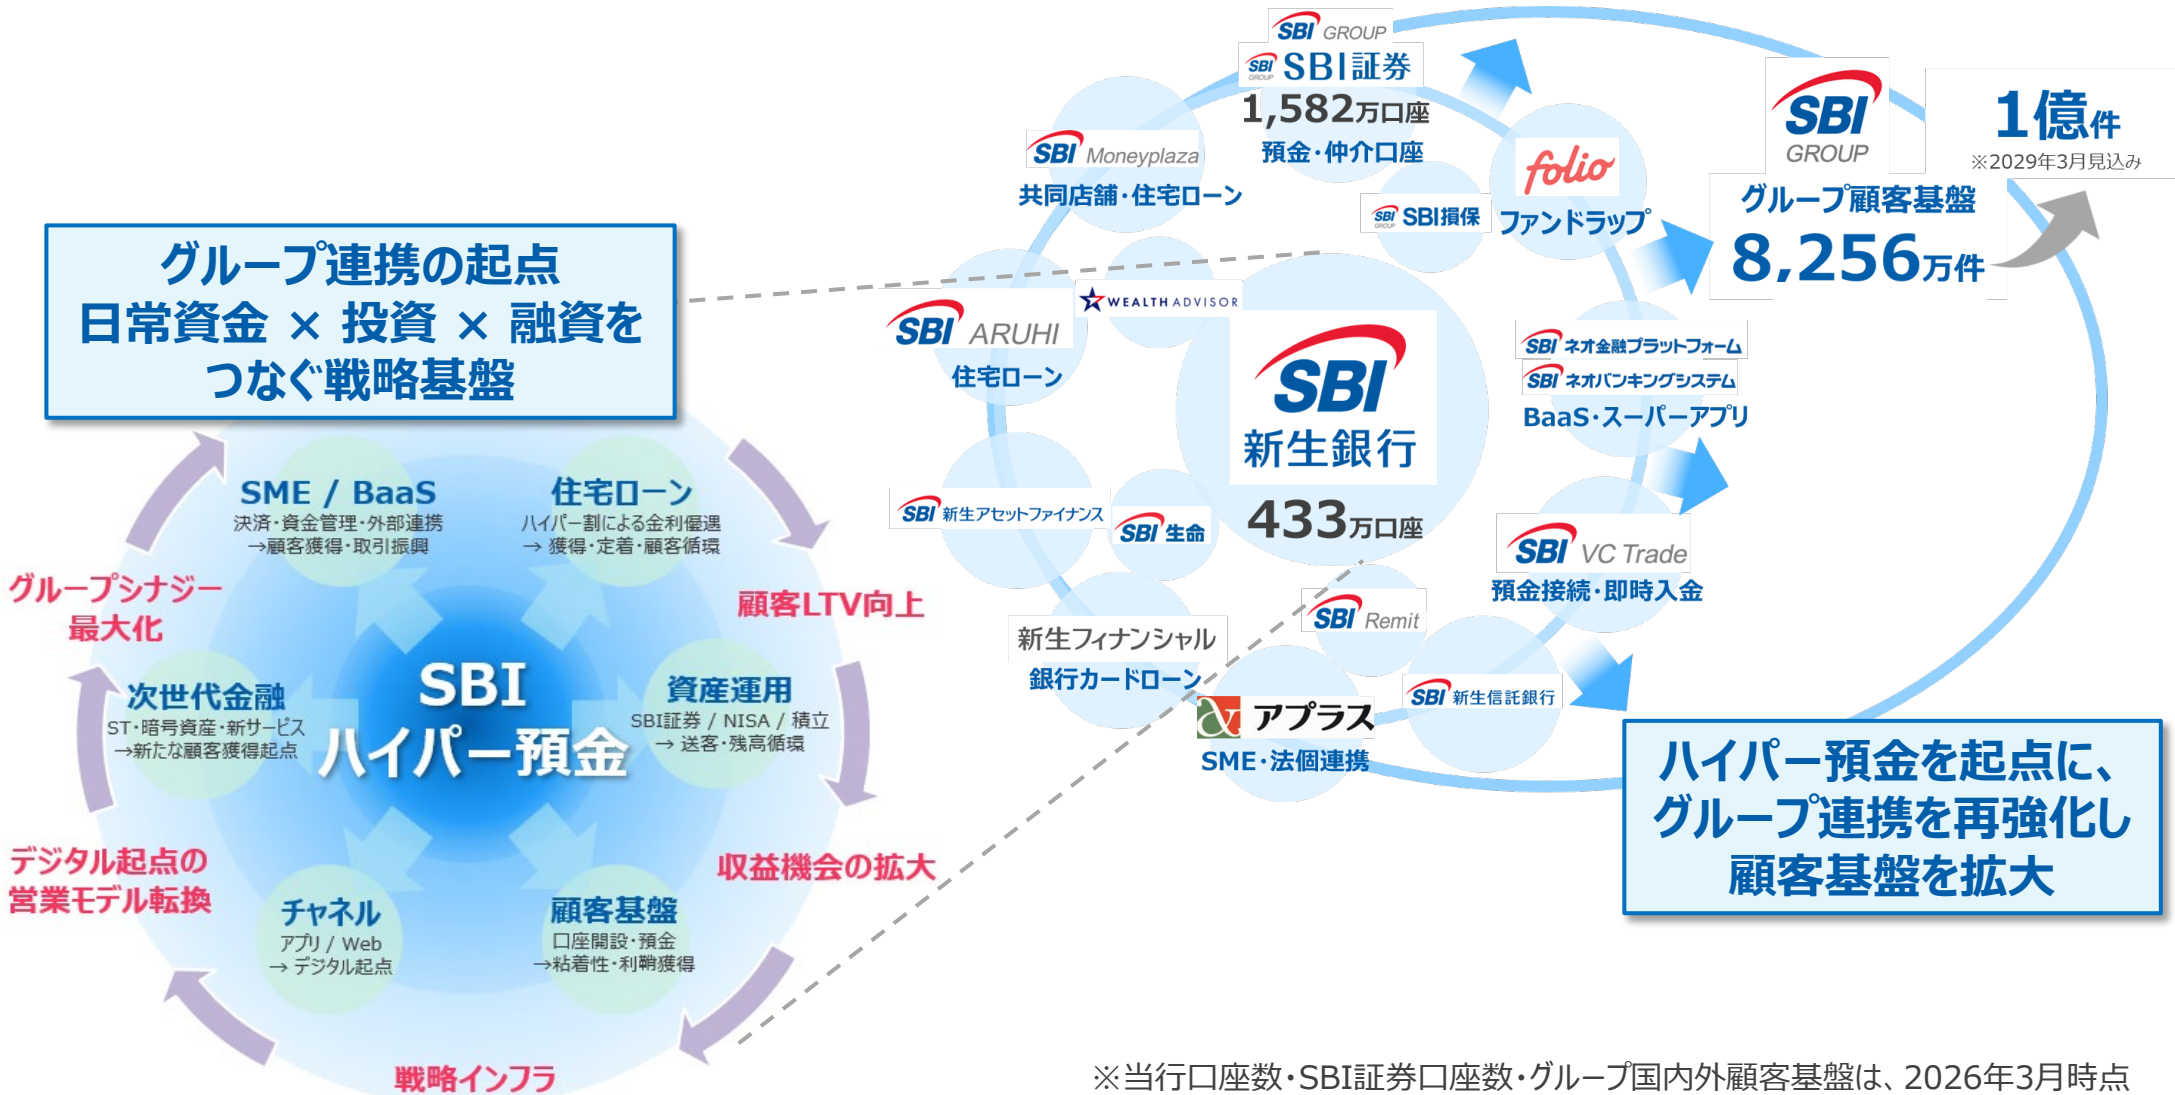 グループ連携の起点
日常資金 × 投資 × 融資を
つなぐ戦略基盤
SME / BaaS
決済・資金管理・外部連携
→顧客獲得・取引振興
住宅ローン
ハイパー割による金利優遇
→ 獲得・定着・顧客循環
グループシナジー
最大化
顧客LTV向上
次世代金融
ST・暗号資産・新サービス
→新たな顧客獲得起点
SBI
ハイパー預金
資産運用
SBI証券 / NISA / 積立
→ 送客・残高循環
デジタル起点の
営業モデル転換
収益機会の拡大
チャネル
アプリ / Web
→ デジタル起点
顧客基盤
口座開設・預金
→粘着性・利鞘獲得
戦略インフラ
SBI GROUP
SBI GROUP SBI証券
1,582万口座
預金・仲介口座
SBI Moneyplaza
共同店舗・住宅ローン
folio
ファンドラップ
SBI GROUP SBI損保
SBI ARUHI
住宅ローン
WEALTH ADVISOR
SBI
新生銀行
433万口座
SBI ネオ金融プラットフォーム
SBI ネオバンキングシステム
BaaS・スーパーアプリ
SBI 新生アセットファイナンス
SBI 生命
SBI VC Trade
預金接続・即時入金
新生フィナンシャル
銀行カードローン
SBI Remit
アプラス
SME・法個連携
SBI 新生信託銀行
SBI
GROUP
グループ顧客基盤
8,256万件
1億件
※2029年3月見込み
ハイパー預金を起点に、
グループ連携を再強化し
顧客基盤を拡大
※当行口座数・SBI証券口座数・グループ国内外顧客基盤は、2026年3月時点